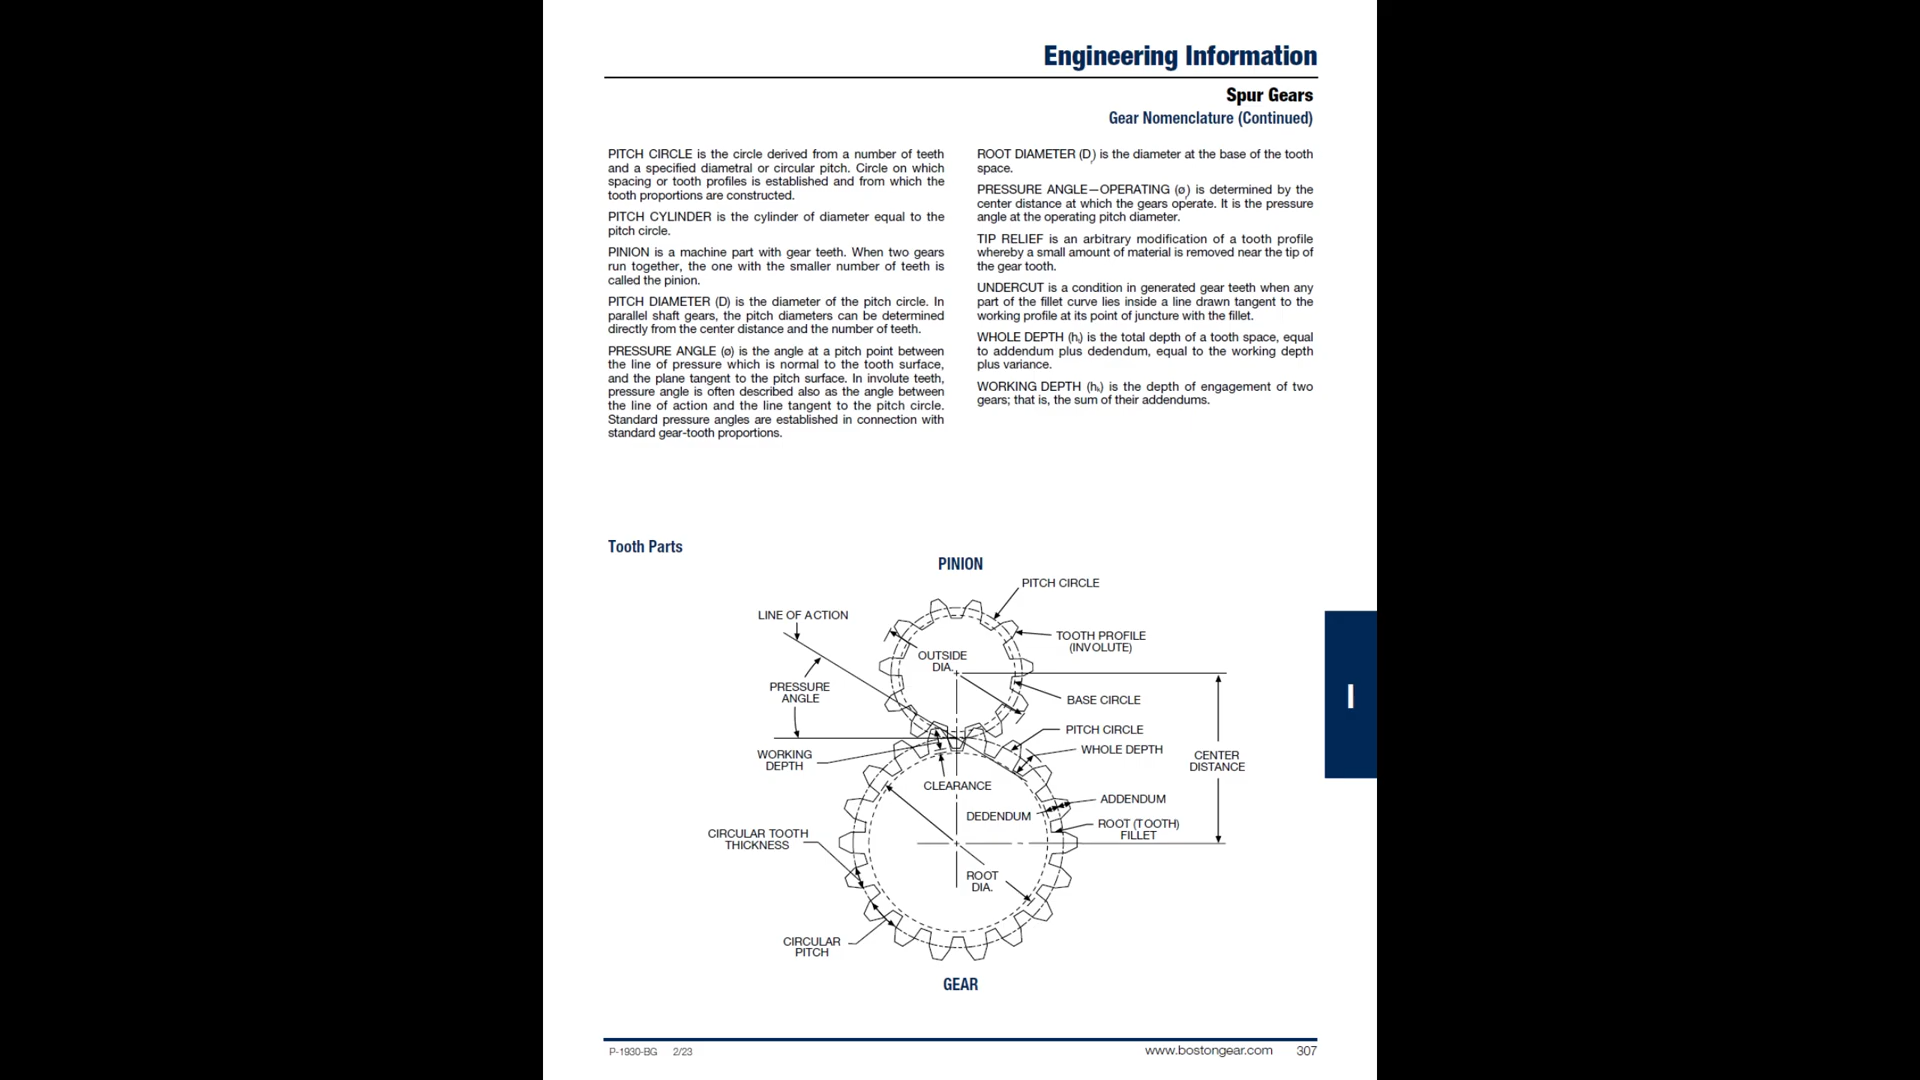 Engineering Information
Spur Gears
Gear Nomenclature (Continued)
PITCH CIRCLE is the circle derived from a number of teeth
and a specified diametral or circular pitch. Circle on which
spacing or tooth profiles is established and from which the
tooth proportions are constructed.
PITCH CYLINDER is the cylinder of diameter equal to the
pitch circle.
PINION is a machine part with gear teeth. When two gears
run together, the one with the smaller number of teeth is
called the pinion.
PITCH DIAMETER (D) is the diameter of the pitch circle. In
parallel shaft gears, the pitch diameters can be determined
directly from the center distance and the number of teeth.
PRESSURE ANGLE (ø) is the angle at a pitch point between
the line of pressure which is normal to the tooth surface,
and the plane tangent to the pitch surface. In involute teeth,
pressure angle is often described also as the angle between
the line of action and the line tangent to the pitch circle.
Standard pressure angles are established in connection with
standard gear-tooth proportions.
ROOT DIAMETER (D) is the diameter at the base of the tooth
space.
PRESSURE ANGLE—OPERATING (ø) is determined by the
center distance at which the gears operate. It is the pressure
angle at the operating pitch diameter.
TIP RELIEF is an arbitrary modification of a tooth profile
whereby a small amount of material is removed near the tip of
the gear tooth.
UNDERCUT is a condition in generated gear teeth when any
part of the fillet curve lies inside a line drawn tangent to the
working profile at its point of juncture with the fillet.
WHOLE DEPTH (ht) is the total depth of a tooth space, equal
to addendum plus dedendum, equal to the working depth
plus variance.
WORKING DEPTH (hk) is the depth of engagement of two
gears; that is, the sum of their addendums.
Tooth Parts
PINION
PITCH CIRCLE
LINE OF ACTION
TOOTH PROFILE
(INVOLUTE)
OUTSIDE
DIA.
PRESSURE
ANGLE
BASE CIRCLE
PITCH CIRCLE
WHOLE DEPTH
WORKING
DEPTH
CENTER
DISTANCE
CLEARANCE
ADDENDUM
DEDENDUM
ROOT (TOOTH)
FILLET
CIRCULAR TOOTH
THICKNESS
ROOT
DIA.
CIRCULAR
PITCH
GEAR
I
P-1930-BG 2/23
www.bostongear.com 307